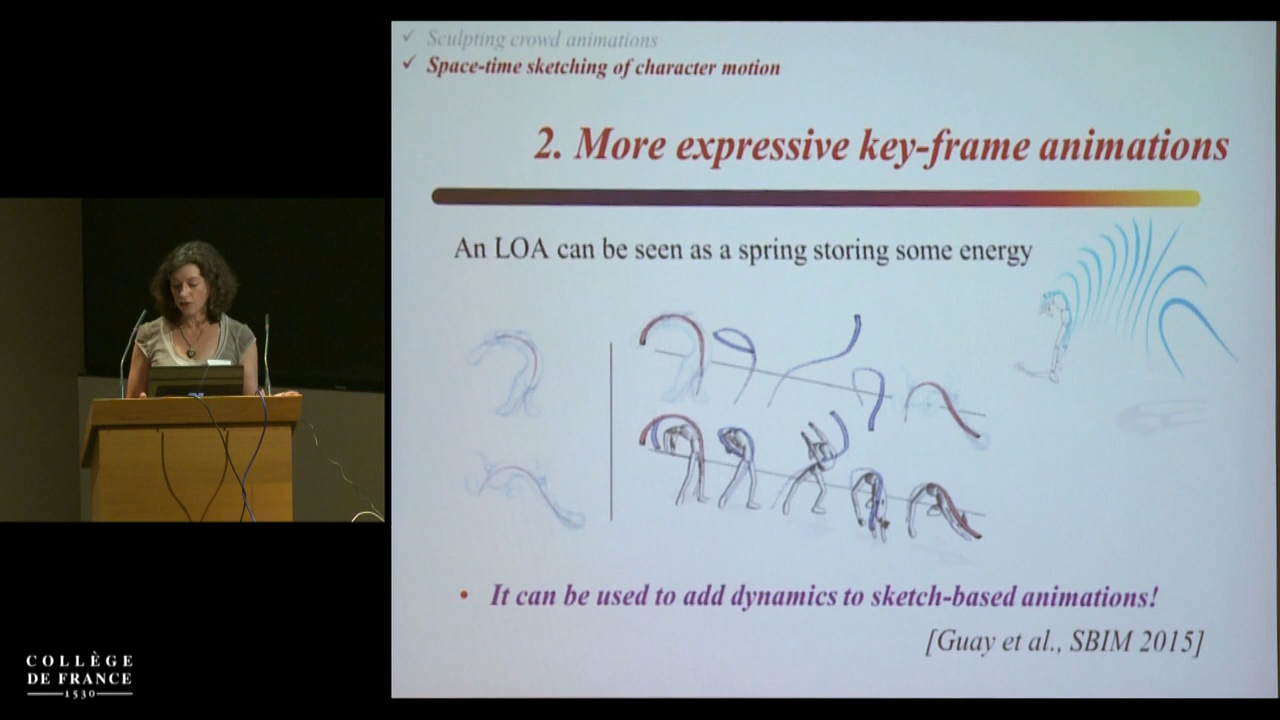 ✓ Sculpting crowd animations
✓ Space-time sketching of character motion
2. More expressive key-frame animations
An LOA can be seen as a spring storing some energy
• It can be used to add dynamics to sketch-based animations!
[Guay et al., SBIM 2015]
COLLÈGE
DE FRANCE
1530